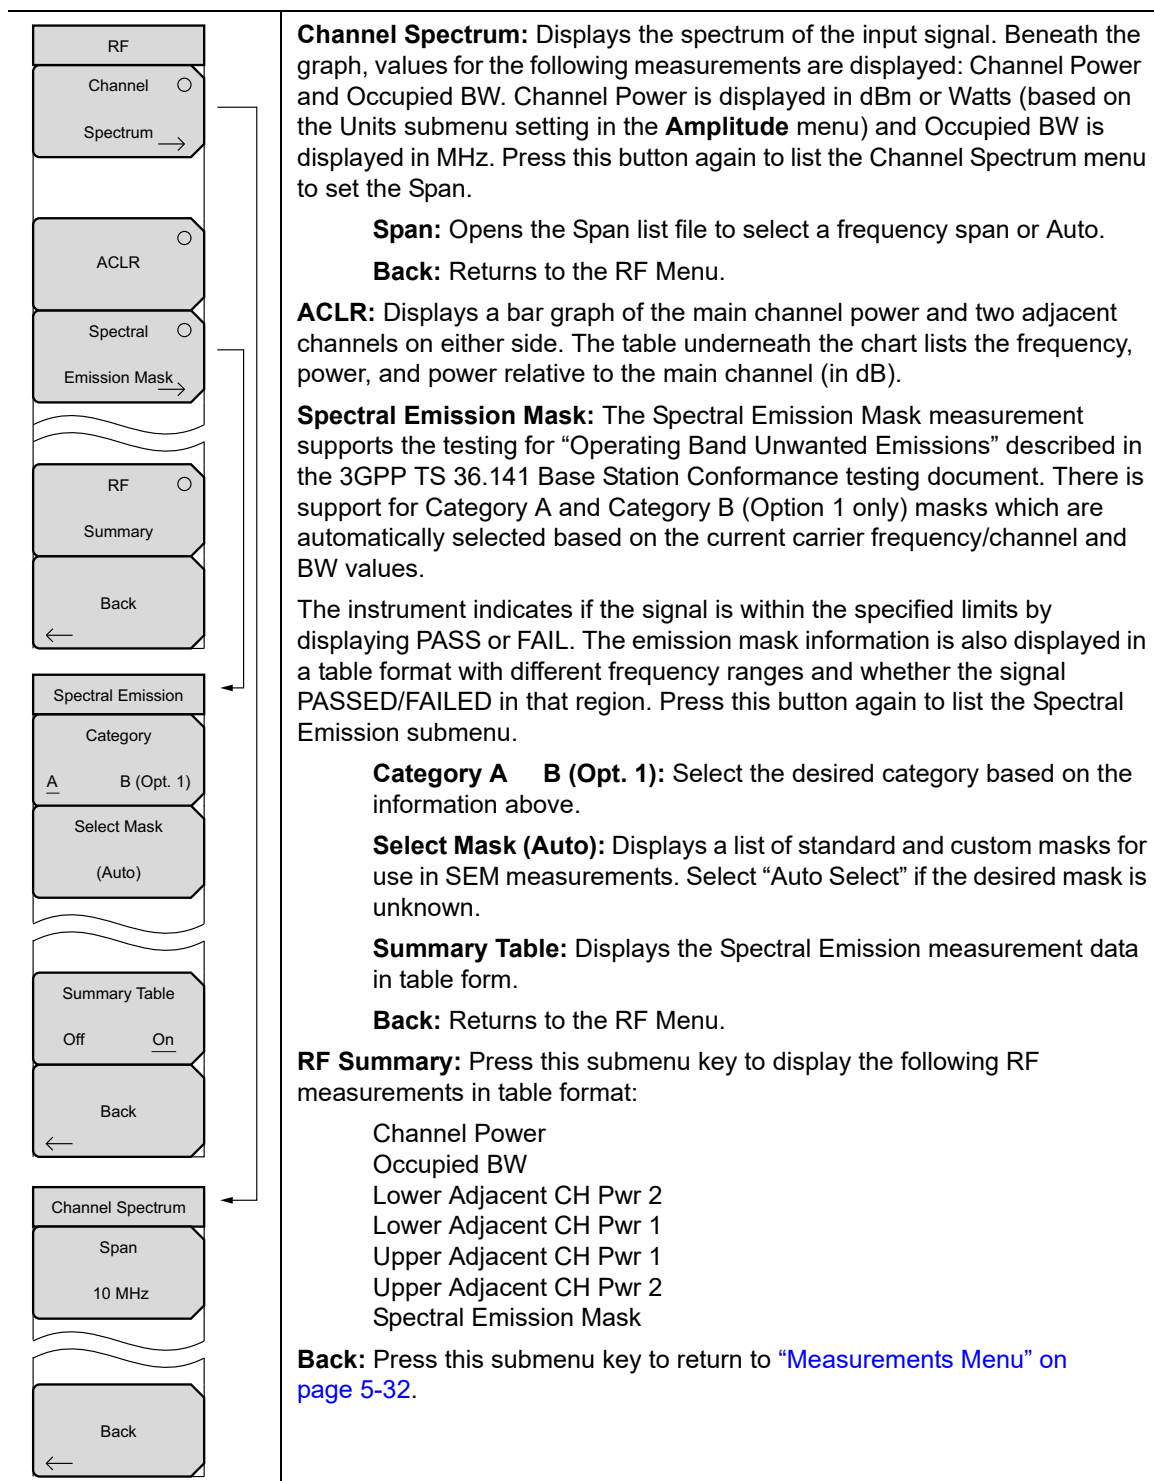 RF
Channel
Spectrum
ACLR
Spectral
Emission Mask
RF
Summary
Back
Spectral Emission
Category
A B (Opt. 1)
Select Mask
(Auto)
Summary Table
Off On
Back
Channel Spectrum
Span
10 MHz
Back
Channel Spectrum: Displays the spectrum of the input signal. Beneath the
graph, values for the following measurements are displayed: Channel Power
and Occupied BW. Channel Power is displayed in dBm or Watts (based on
the Units submenu setting in the Amplitude menu) and Occupied BW is
displayed in MHz. Press this button again to list the Channel Spectrum menu
to set the Span.
Span: Opens the Span list file to select a frequency span or Auto.
Back: Returns to the RF Menu.
ACLR: Displays a bar graph of the main channel power and two adjacent
channels on either side. The table underneath the chart lists the frequency,
power, and power relative to the main channel (in dB).
Spectral Emission Mask: The Spectral Emission Mask measurement
supports the testing for “Operating Band Unwanted Emissions” described in
the 3GPP TS 36.141 Base Station Conformance testing document. There is
support for Category A and Category B (Option 1 only) masks which are
automatically selected based on the current carrier frequency/channel and
BW values.
The instrument indicates if the signal is within the specified limits by
displaying PASS or FAIL. The emission mask information is also displayed in
a table format with different frequency ranges and whether the signal
PASSED/FAILED in that region. Press this button again to list the Spectral
Emission submenu.
Category A B (Opt. 1): Select the desired category based on the
information above.
Select Mask (Auto): Displays a list of standard and custom masks for
use in SEM measurements. Select “Auto Select” if the desired mask is
unknown.
Summary Table: Displays the Spectral Emission measurement data
in table form.
Back: Returns to the RF Menu.
RF Summary: Press this submenu key to display the following RF
measurements in table format:
Channel Power
Occupied BW
Lower Adjacent CH Pwr 2
Lower Adjacent CH Pwr 1
Upper Adjacent CH Pwr 1
Upper Adjacent CH Pwr 2
Spectral Emission Mask
Back: Press this submenu key to return to “Measurements Menu” on
page 5-32.